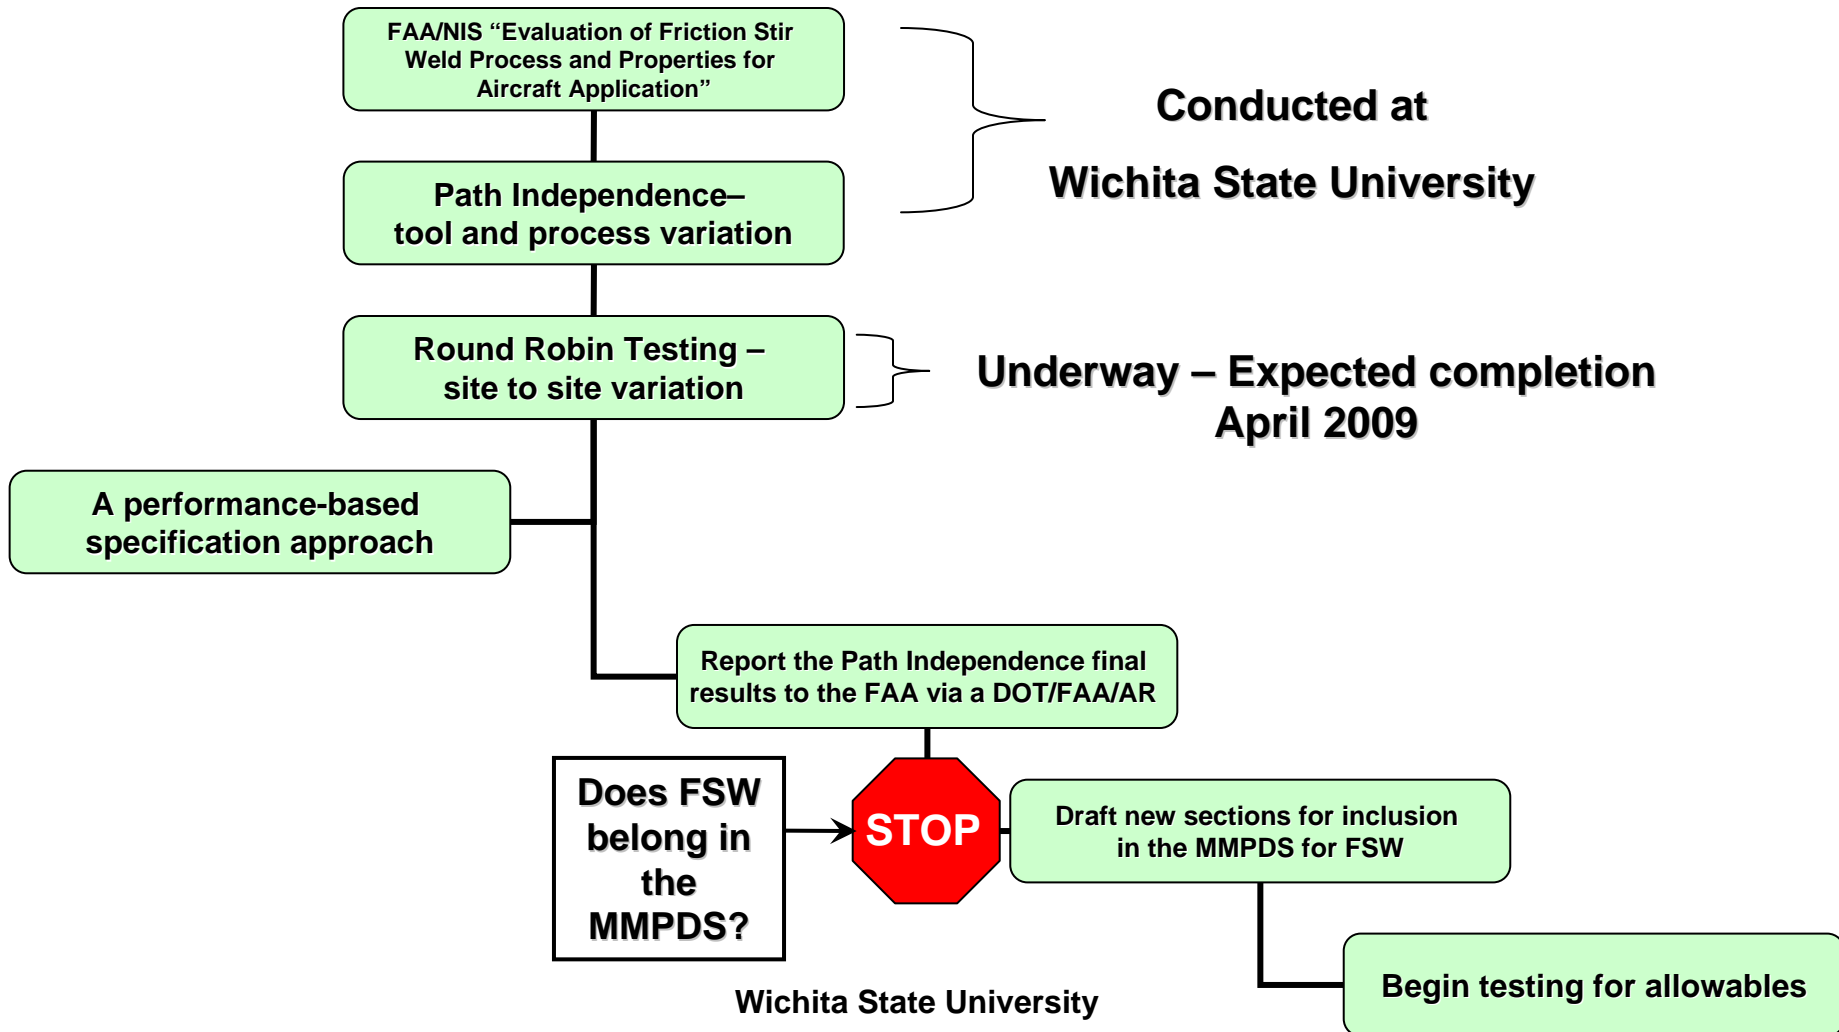 FAA/NIS “Evaluation of Friction Stir
Weld Process and Properties for
Aircraft Application”
Conducted at
Wichita State University
Path Independence–
tool and process variation
Round Robin Testing –
site to site variation
Underway – Expected completion
April 2009
A performance-based
specification approach
Report the Path Independence final
results to the FAA via a DOT/FAA/AR
Does FSW
belong in
the
MMPDS?
STOP
Draft new sections for inclusion
in the MMPDS for FSW
Begin testing for allowables
Wichita State University